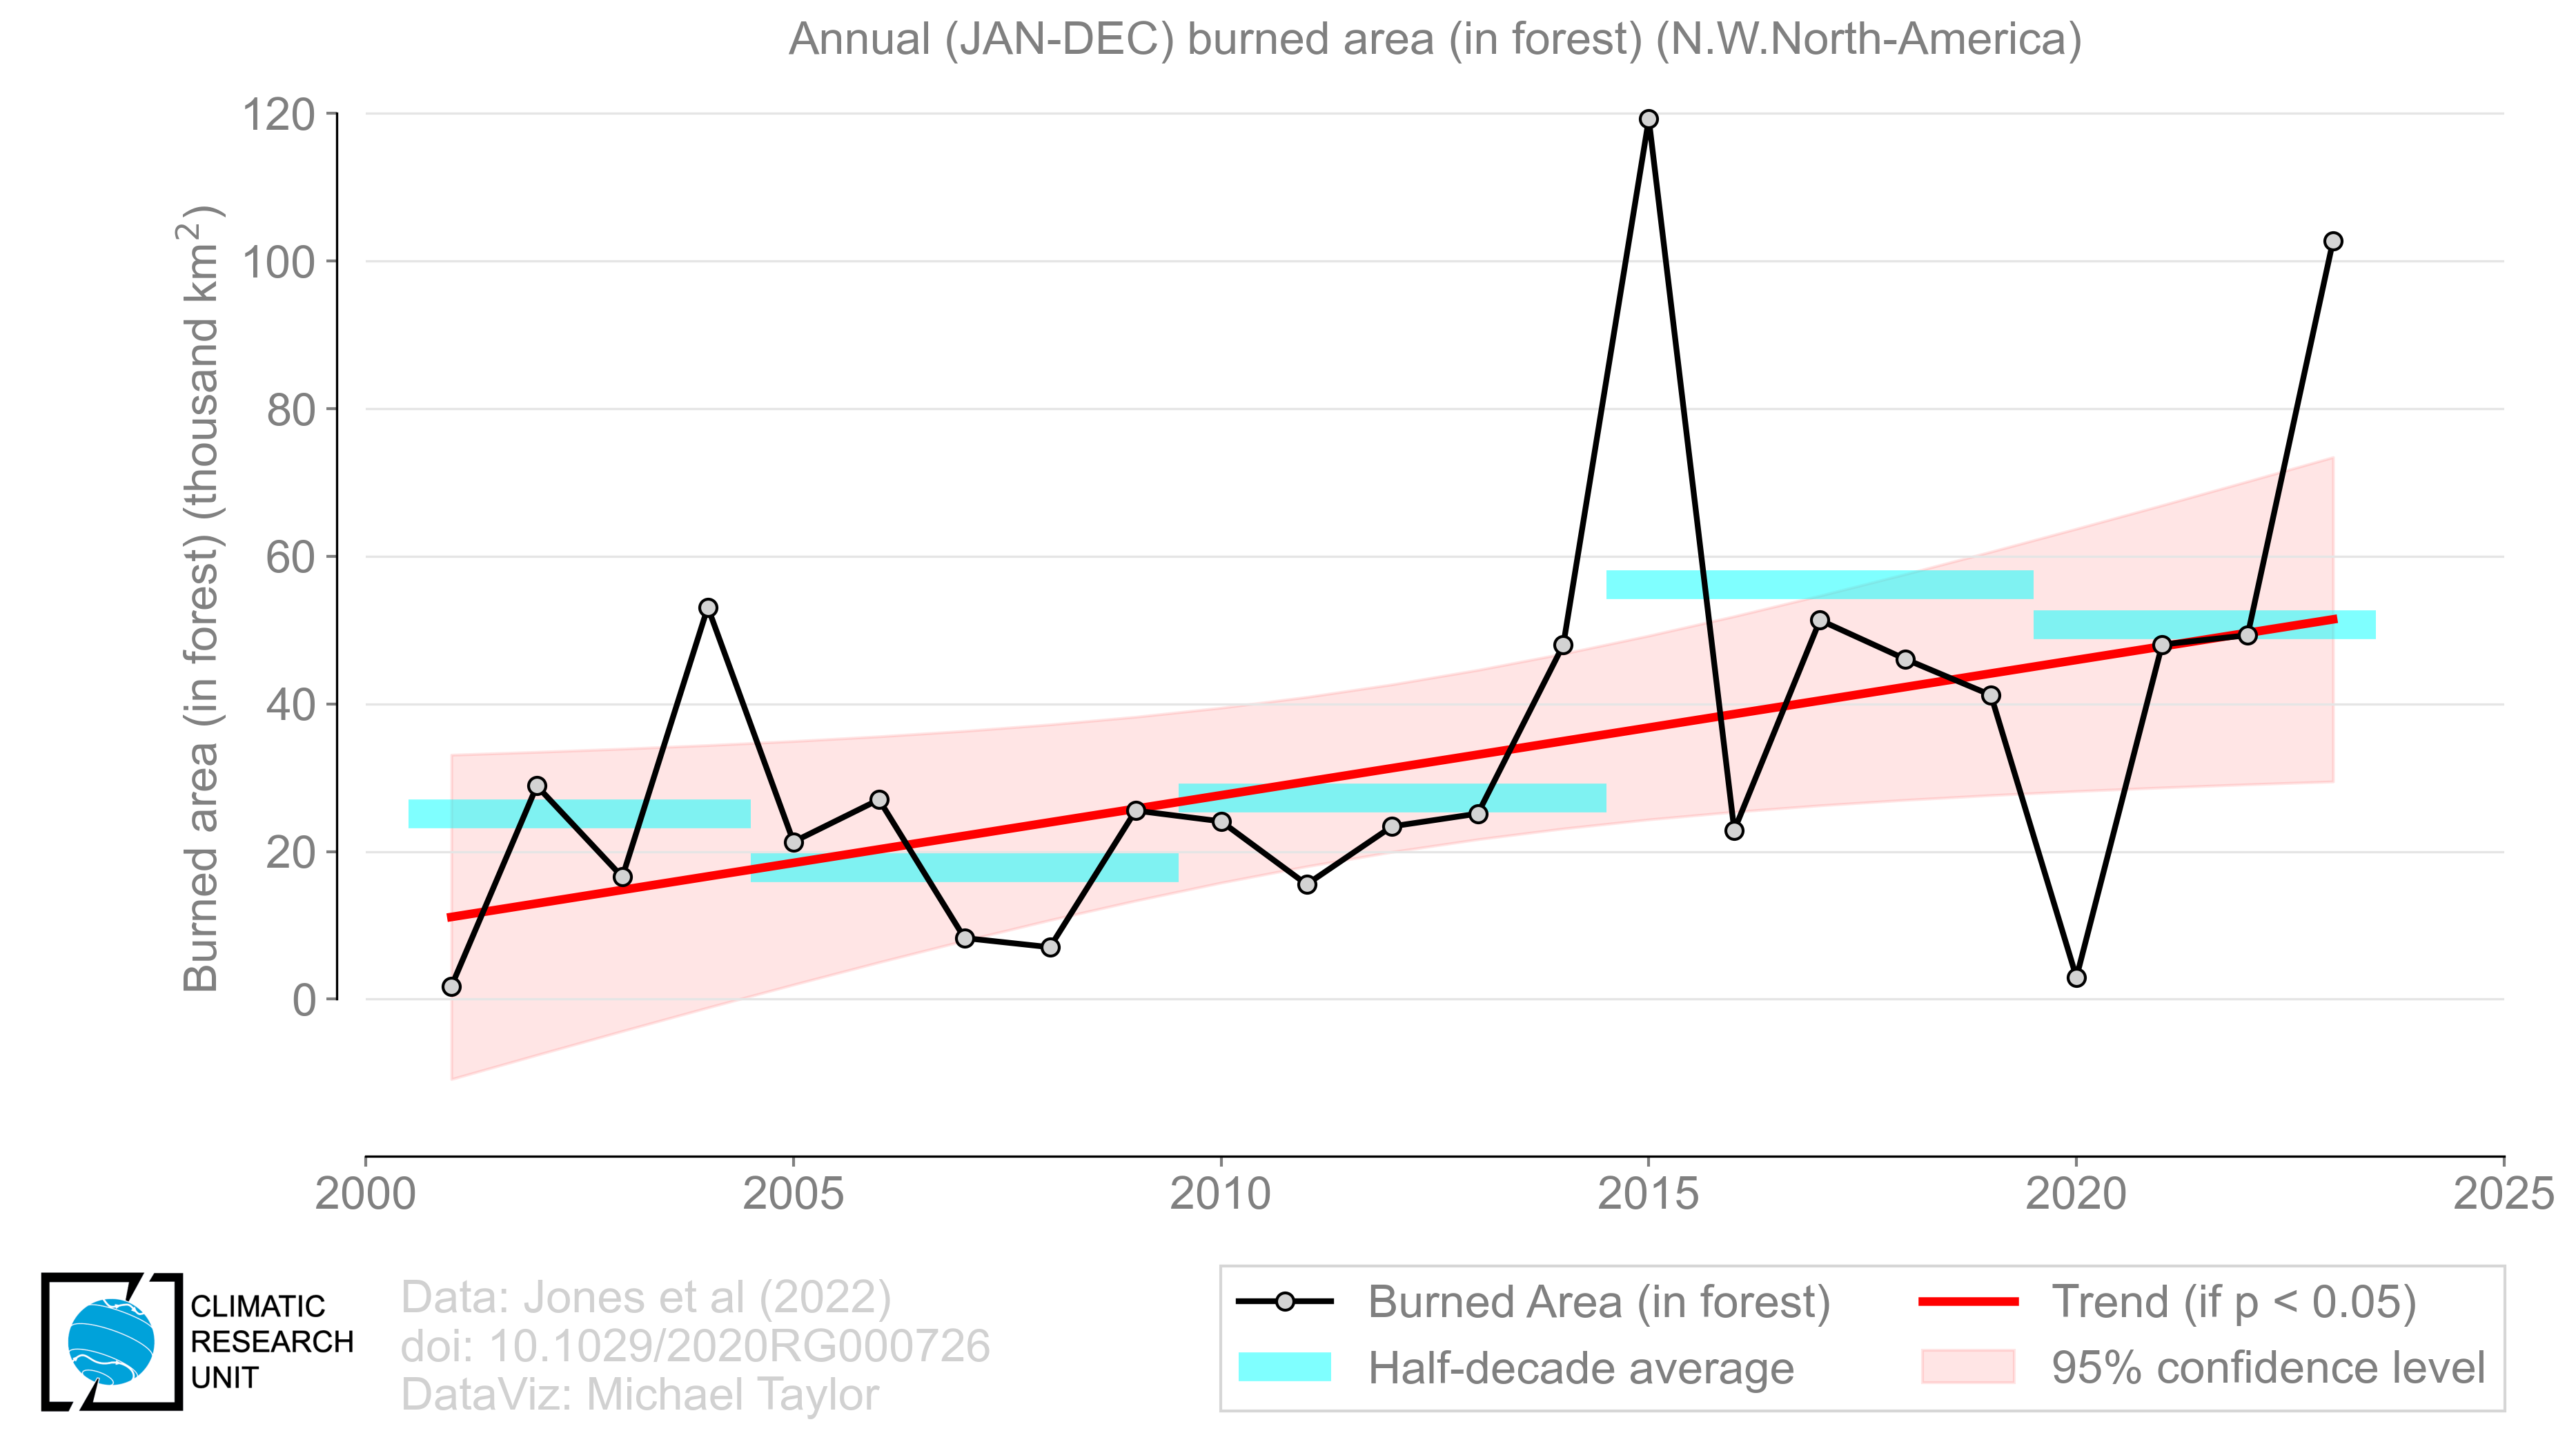 Annual (JAN-DEC) burned area (in forest) (N.W.North-America)
Burned area (in forest) (thousand km²)
120
100
80
60
40
20
0
2000
2005
2010
2015
2020
2025
CLIMATIC
RESEARCH
UNIT
Data: Jones et al (2022)
doi: 10.1029/2020RG000726
DataViz: Michael Taylor
Burned Area (in forest)
Half-decade average
Trend (if p < 0.05)
95% confidence level